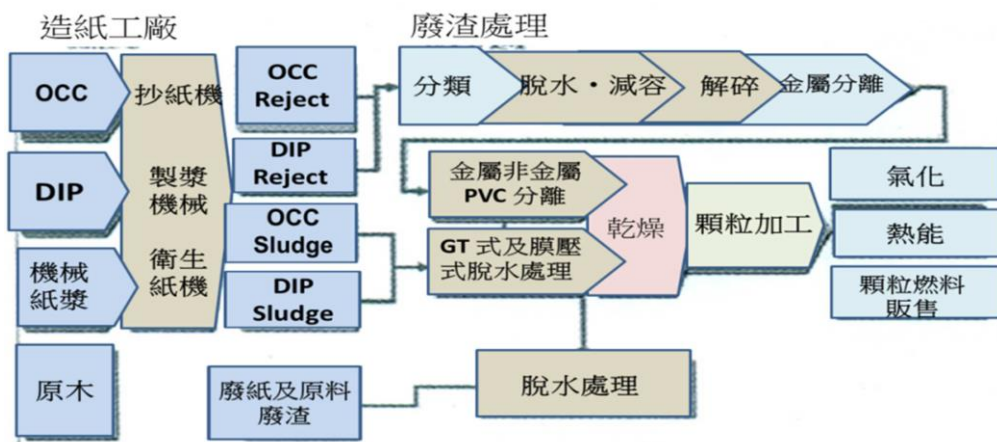 造紙工廠
廢渣處理
OCC
DIP
機械
紙漿
原木
抄紙機
製漿
機械
衛生
紙機
OCC
Reject
DIP
Reject
OCC
Sludge
DIP
Sludge
廢紙及原料
廢渣
分類
脫水・減容
解碎
金屬分離
金屬非金屬
PVC 分離
GT 式及膜壓
式脫水處理
乾燥
顆粒加工
脫水處理
氣化
熱能
顆粒燃料
販售